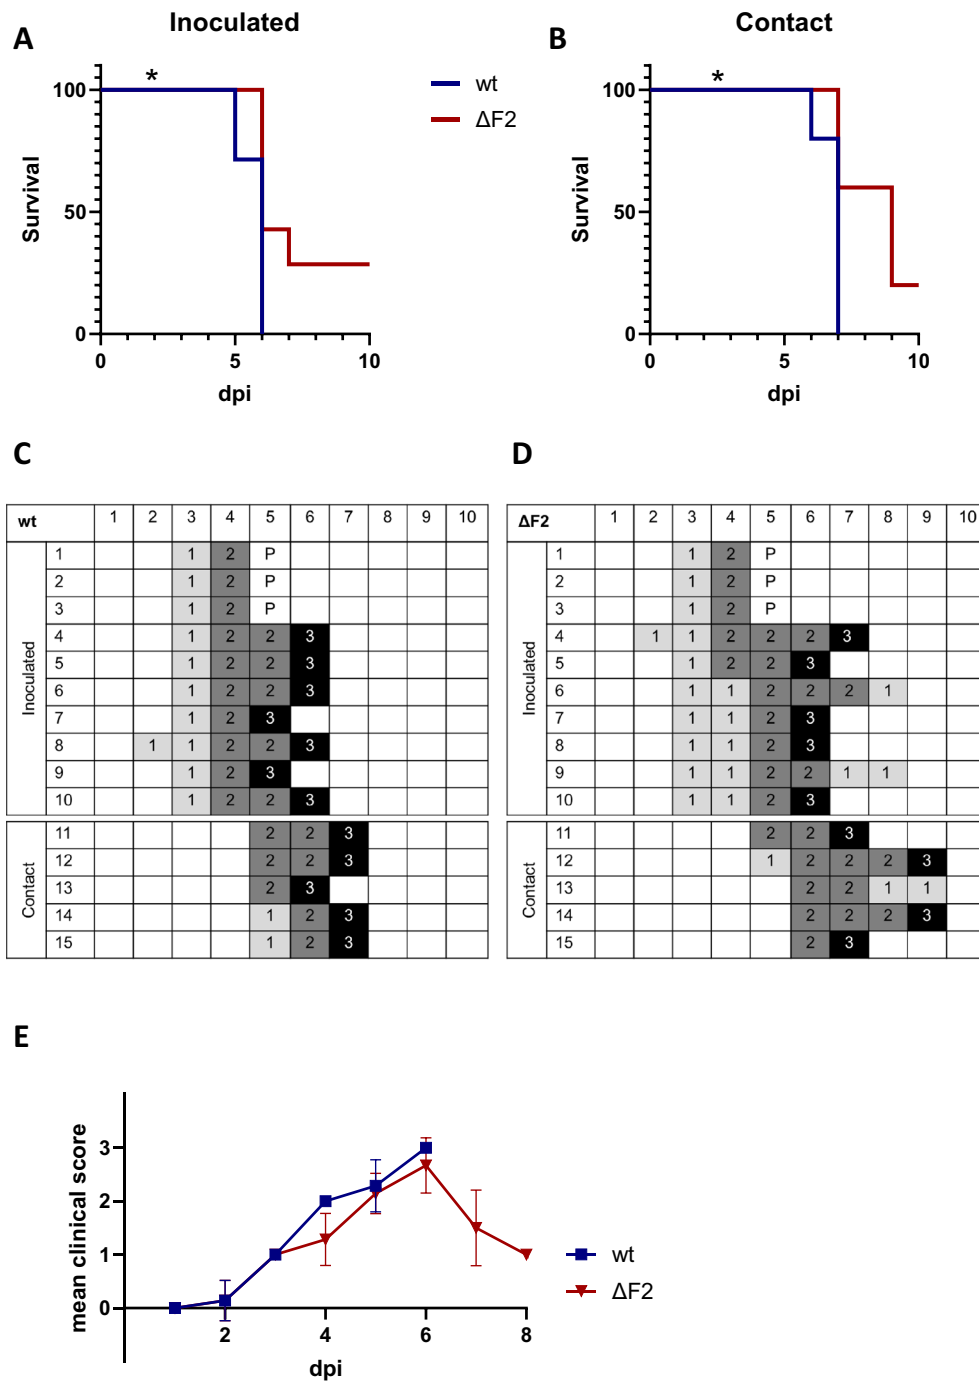 Inoculated
Contact
A
B
*
*
wt
ΔF2
100
50
0
Survival
0 5 10
dpi
100
50
0
Survival
0 5 10
dpi
C
D
wt 1 2 3 4 5 6 7 8 9 10
Inoculated
1 1 2 P
2 1 2 P
3 1 2 P
4 1 2 2 3
5 1 2 2 3
6 1 2 2 3
7 1 2 3
8 1 1 2 2 3
9 1 2 3
10 1 2 2 3
Contact
11 2 2 3
12 2 2 3
13 2 3
14 1 2 3
15 1 2 3
ΔF2 1 2 3 4 5 6 7 8 9 10
Inoculated
1 1 2 P
2 1 2 P
3 1 2 P
4 1 1 2 2 2 3
5 1 2 2 3
6 1 1 2 2 2 1
7 1 1 2 3
8 1 1 2 3
9 1 1 2 2 1 1
10 1 1 2 3
Contact
11 2 2 3
12 1 2 2 2 3
13 2 2 1 1
14 2 2 2 3
15 2 3
E
mean clinical score
3
2
1
0
2 4 6 8
dpi
wt
ΔF2